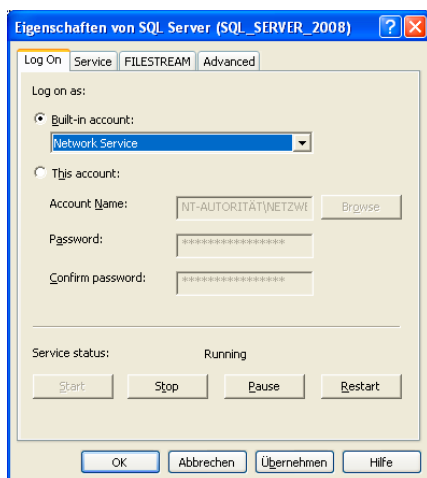 Eigenschaften von SQL Server (SQL_SERVER_2008)
Log On Service FILESTREAM Advanced
Log on as:
Built-in account:
Network Service
This account:
Account Name: NT-AUTORITÄT\NETZWE Browse
Password: ****************
Confirm password: ****************
Service status: Running
Start Stop Pause Restart
OK Abbrechen Übernehmen Hilfe